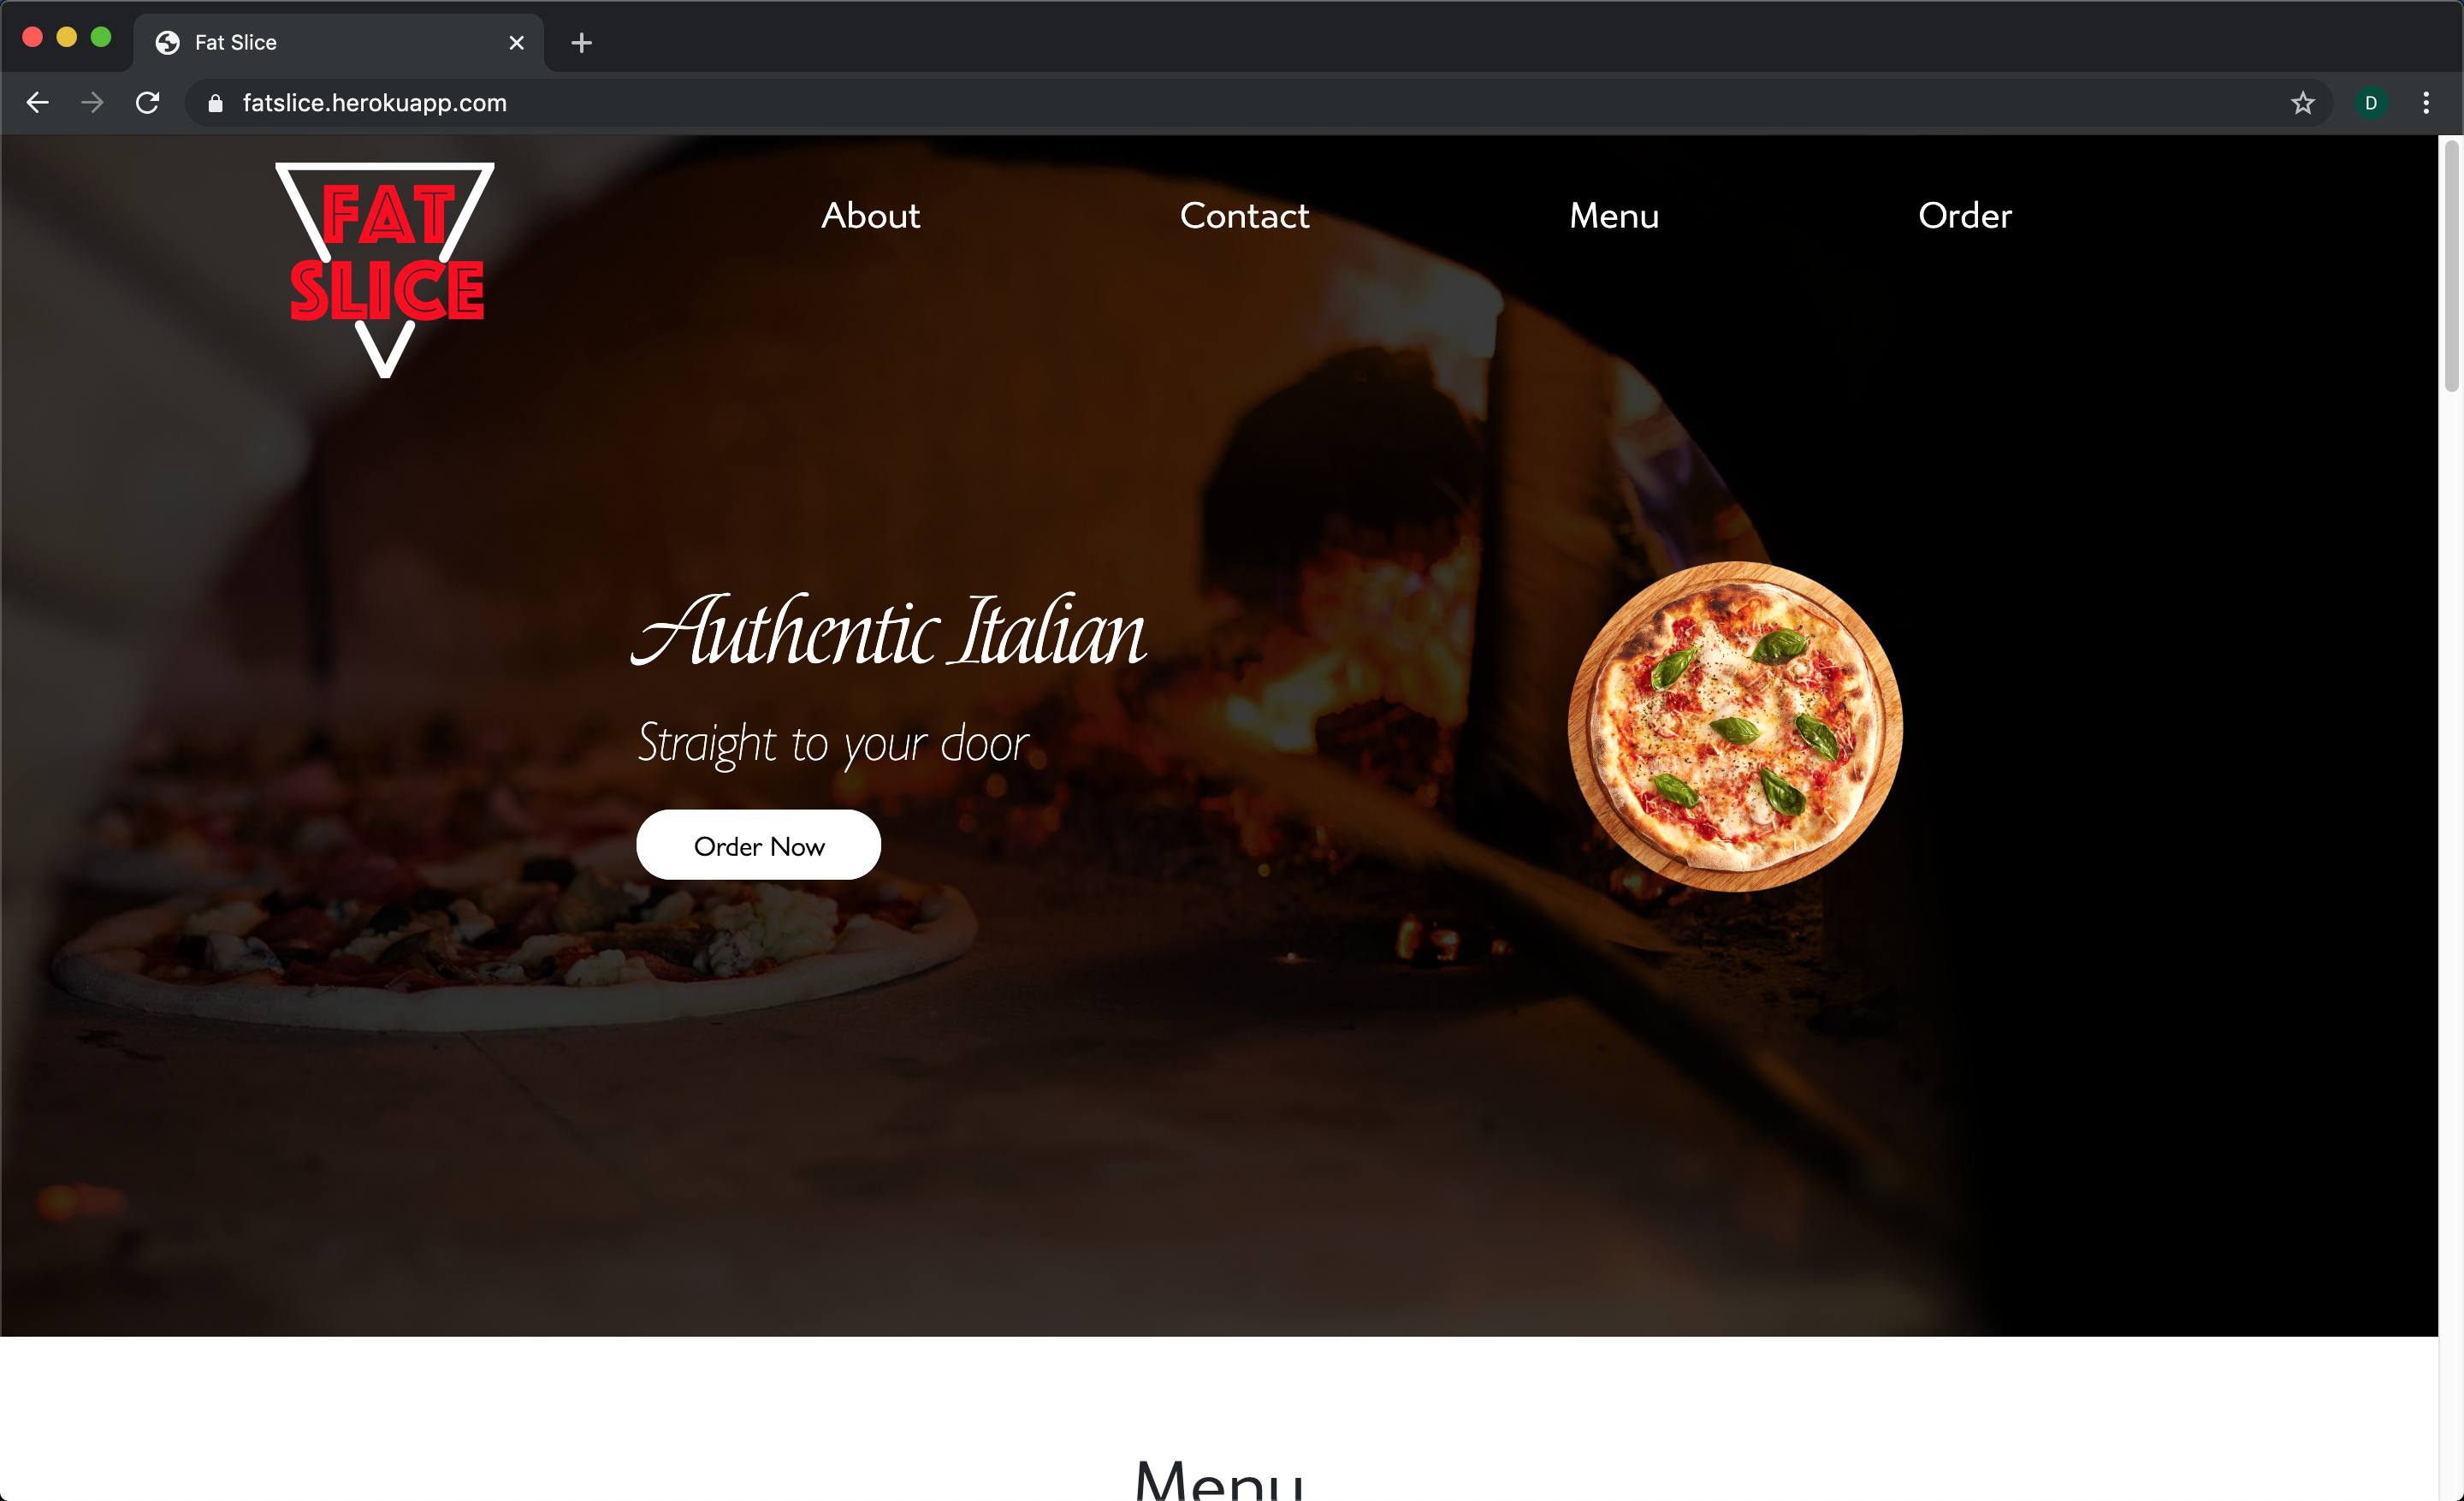 Fat Slice
fatslice.herokuapp.com
D
FAT
SLICE
About
Contact
Menu
Order
Authentic Italian
Straight to your door
Order Now
Menu